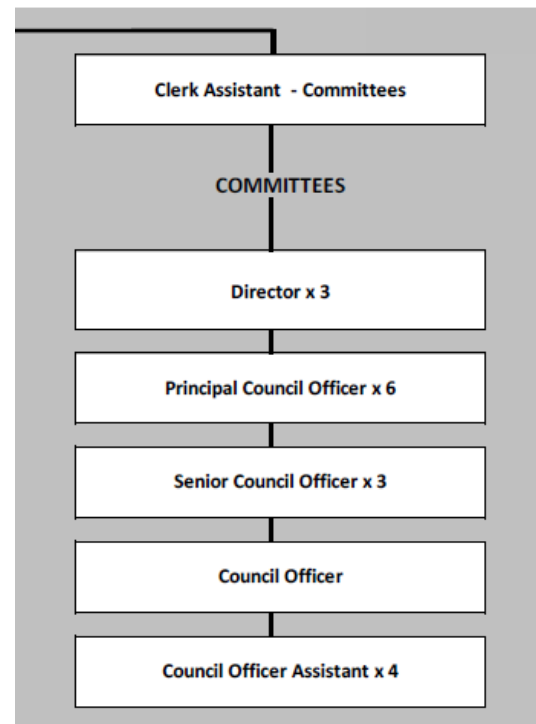 Clerk Assistant - Committees
COMMITTEES
Director x 3
Principal Council Officer x 6
Senior Council Officer x 3
Council Officer
Council Officer Assistant x 4